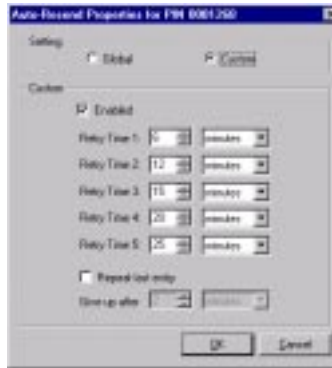 Auto-Resend Properties for PIN 0001260
Setting
Global
Custom
Custom
Enabled
Retry Time 1: 5 minutes
Retry Time 2: 12 minutes
Retry Time 3: 15 minutes
Retry Time 4: 20 minutes
Retry Time 5: 25 minutes
Repeat last entry
Give up after minutes
OK Cancel